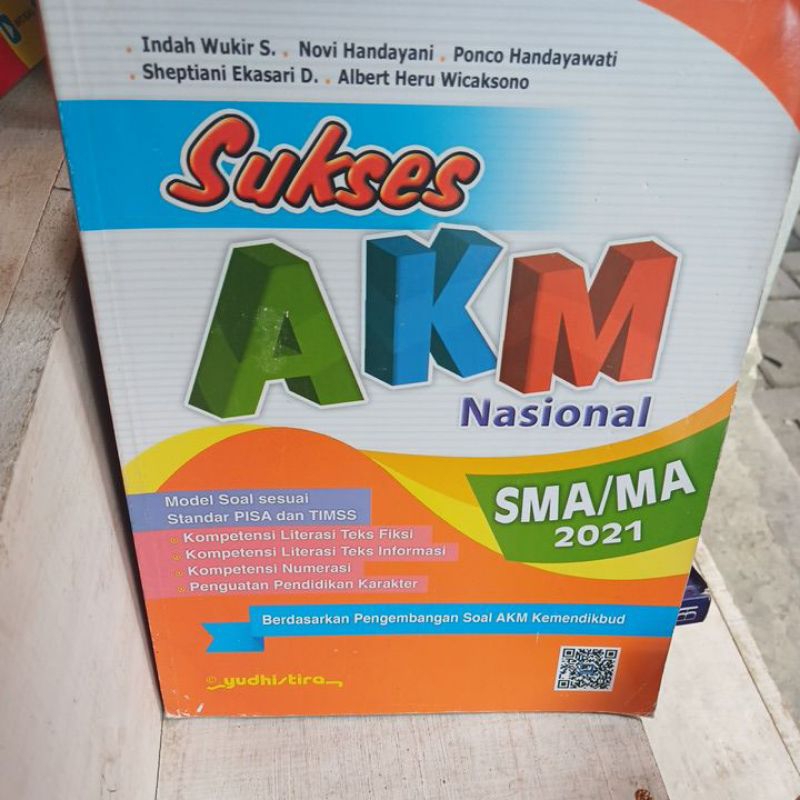 • Indah Wukir S. • Novi Handayani • Ponco Handayawati
• Sheptiani Ekasari D. • Albert Heru Wicaksono
Sukses
AKM
Nasional
SMA/MA
2021
Model Soal sesuai
Standar PISA dan TIMSS
Kompetensi Literasi Teks Fiksi
Kompetensi Literasi Teks Informasi
Kompetensi Numerasi
Penguatan Pendidikan Karakter
Berdasarkan Pengembangan Soal AKM Kemendikbud
© yudhistira